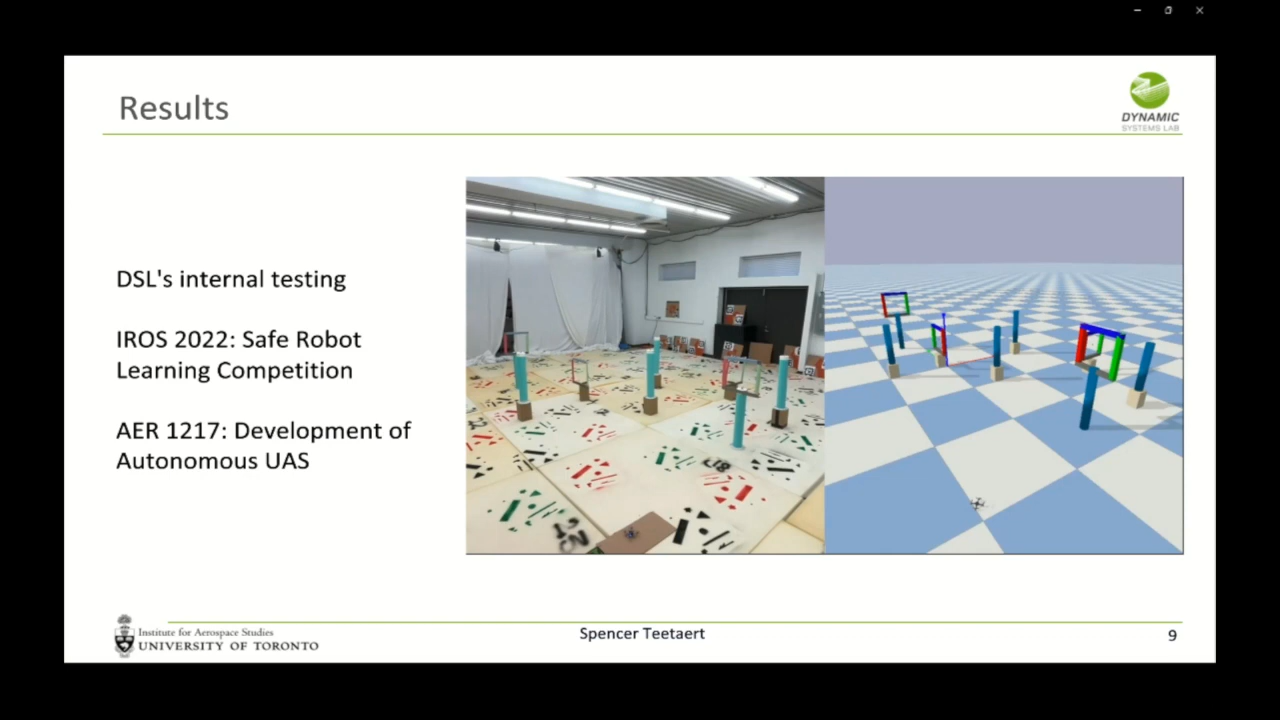 Results
DYNAMIC
SYSTEMS LAB
DSL's internal testing
IROS 2022: Safe Robot
Learning Competition
AER 1217: Development of
Autonomous UAS
Institute for Aerospace Studies
UNIVERSITY OF TORONTO
Spencer Teetaert
9